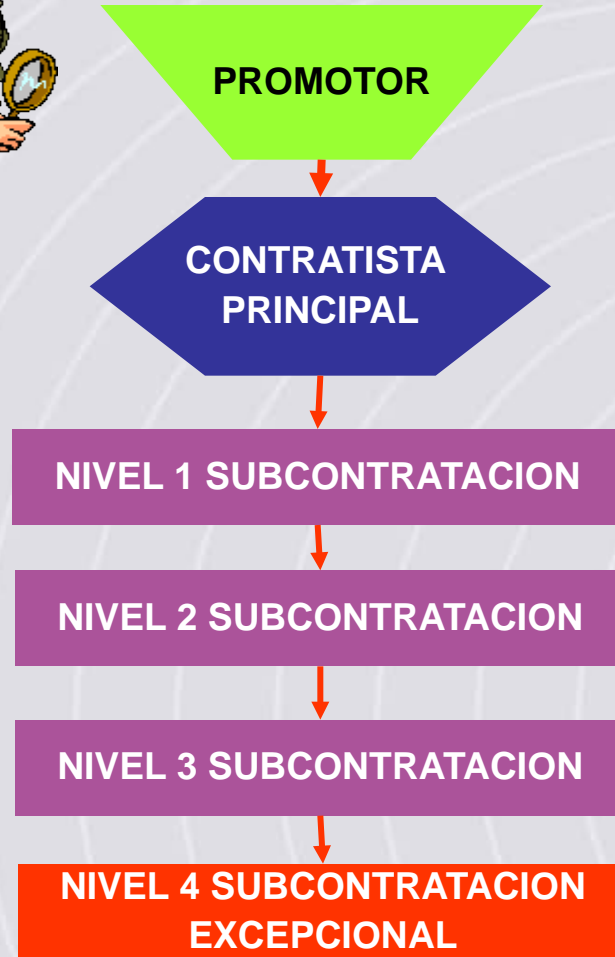 PROMOTOR
CONTRATISTA
PRINCIPAL
NIVEL 1 SUBCONTRATACION
NIVEL 2 SUBCONTRATACION
NIVEL 3 SUBCONTRATACION
NIVEL 4 SUBCONTRATACION
EXCEPCIONAL